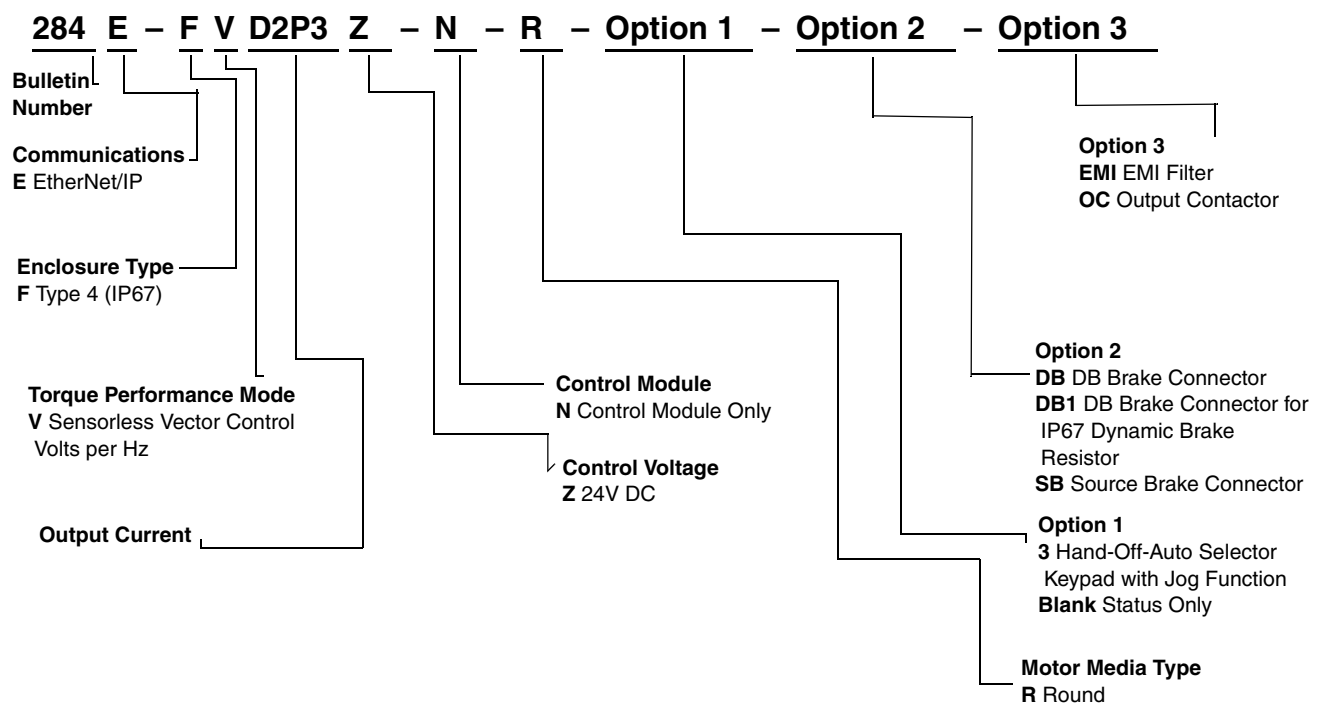 284 E – F V D2P3 Z – N – R – Option 1 – Option 2 – Option 3
Bulletin
Number
Communications
E EtherNet/IP
Enclosure Type
F Type 4 (IP67)
Torque Performance Mode
V Sensorless Vector Control
Volts per Hz
Output Current
Control Module
N Control Module Only
Control Voltage
Z 24V DC
Option 3
EMI EMI Filter
OC Output Contactor
Option 2
DB DB Brake Connector
DB1 DB Brake Connector for
IP67 Dynamic Brake
Resistor
SB Source Brake Connector
Option 1
3 Hand-Off-Auto Selector
Keypad with Jog Function
Blank Status Only
Motor Media Type
R Round